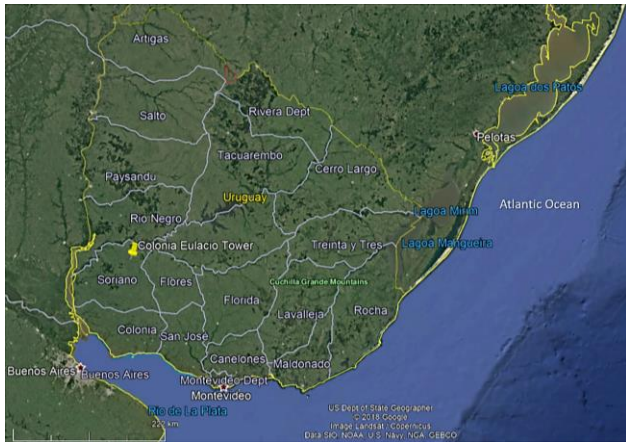 Artigas
Lagoa dos Patos
Salto
Rivera Dept
Pelotas
Tacuarembo
Cerro Largo
Paysandu
Uruguay
Atlantic Ocean
Rio Negro
Lagoa Mirim
Colonia Eulacio Tower
Treinta y Tres
Lagoa Mangueira
Soriano
Flores
Cuchilla Grande Mountains
Florida
Lavalleja
Rocha
Colonia
San José
Canelones
Maldonado
Buenos Aires
Buenos Aires
Montevideo Dept
Montevideo
Rio de La Plata
US Dept of State Geographer
© 2018 Google
Image Landsat / Copernicus
Data SIO, NOAA, U.S. Navy, NGA, GEBCO